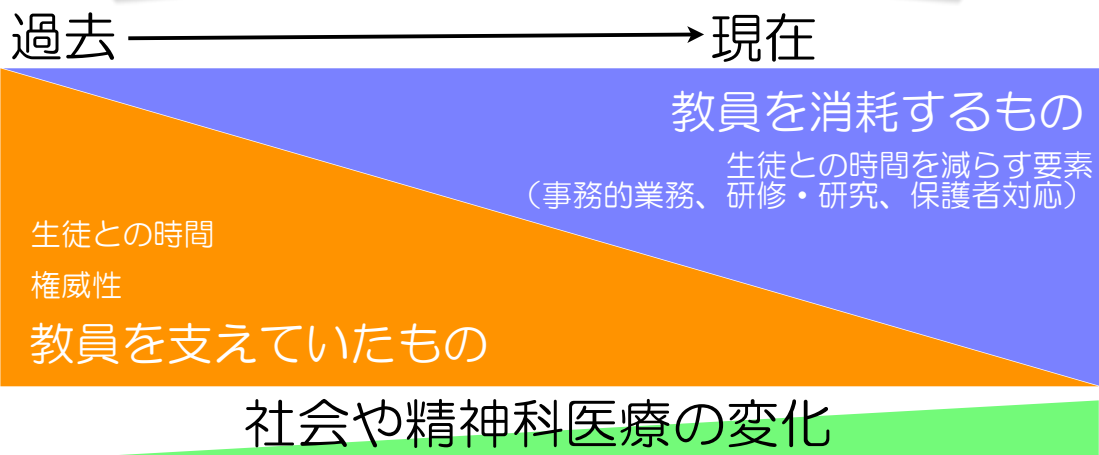 過去 現在
教員を消耗するもの
生徒との時間を減らす要素
（事務的業務、研修・研究、保護者対応）
生徒との時間
権威性
教員を支えていたもの
社会や精神科医療の変化